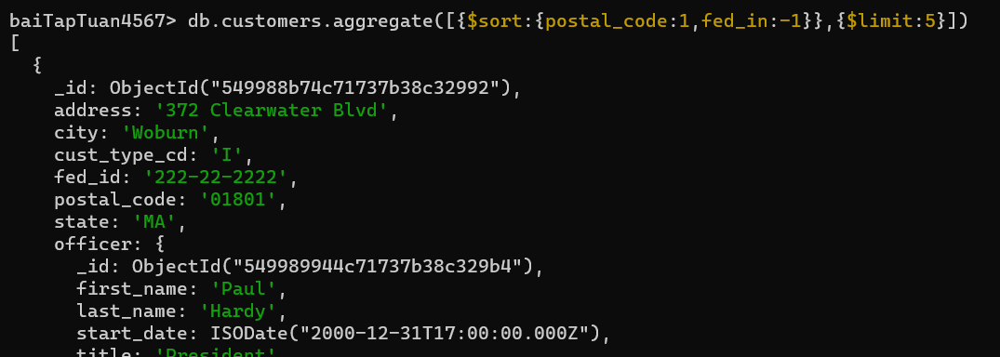 baiTapTuan4567> db.customers.aggregate([{$sort:{postal_code:1,fed_in:-1}},{$limit:5}])
[
  {
    _id: ObjectId("549988b74c71737b38c32992"),
    address: '372 Clearwater Blvd',
    city: 'Woburn',
    cust_type_cd: 'I',
    fed_id: '222-22-2222',
    postal_code: '01801',
    state: 'MA',
    officer: {
      _id: ObjectId("549989944c71737b38c329b4"),
      first_name: 'Paul',
      last_name: 'Hardy',
      start_date: ISODate("2000-12-31T17:00:00.000Z"),
      title: 'President'